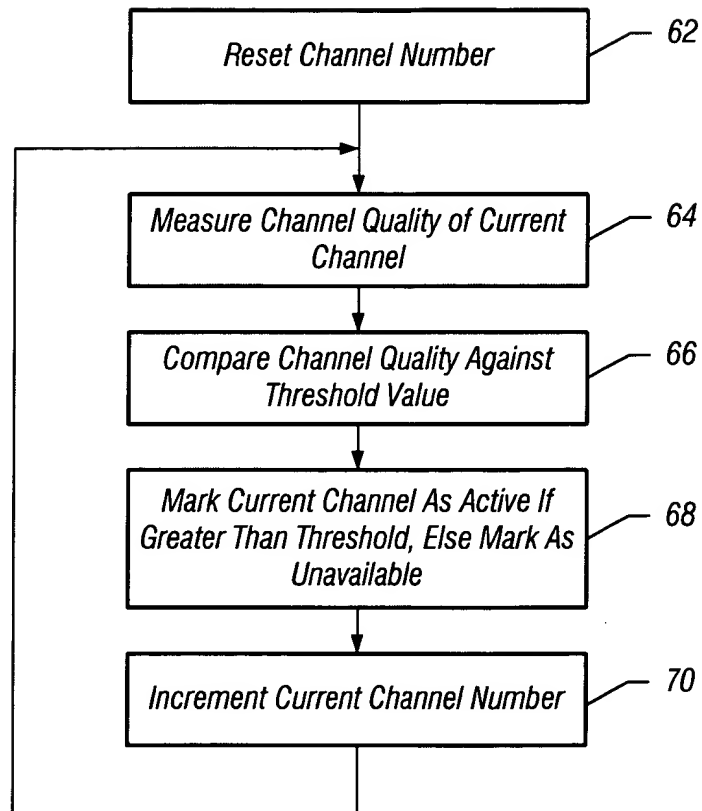 Reset Channel Number
62
Measure Channel Quality of Current
Channel
64
Compare Channel Quality Against
Threshold Value
66
Mark Current Channel As Active If
Greater Than Threshold, Else Mark As
Unavailable
68
Increment Current Channel Number
70